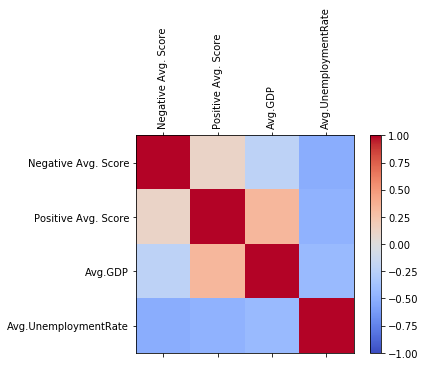 Negative Avg. Score
Positive Avg. Score
Avg.GDP
Avg.UnemploymentRate
Negative Avg. Score
Positive Avg. Score
Avg.GDP
Avg.UnemploymentRate
1.00
0.75
0.50
0.25
0.00
−0.25
−0.50
−0.75
−1.00